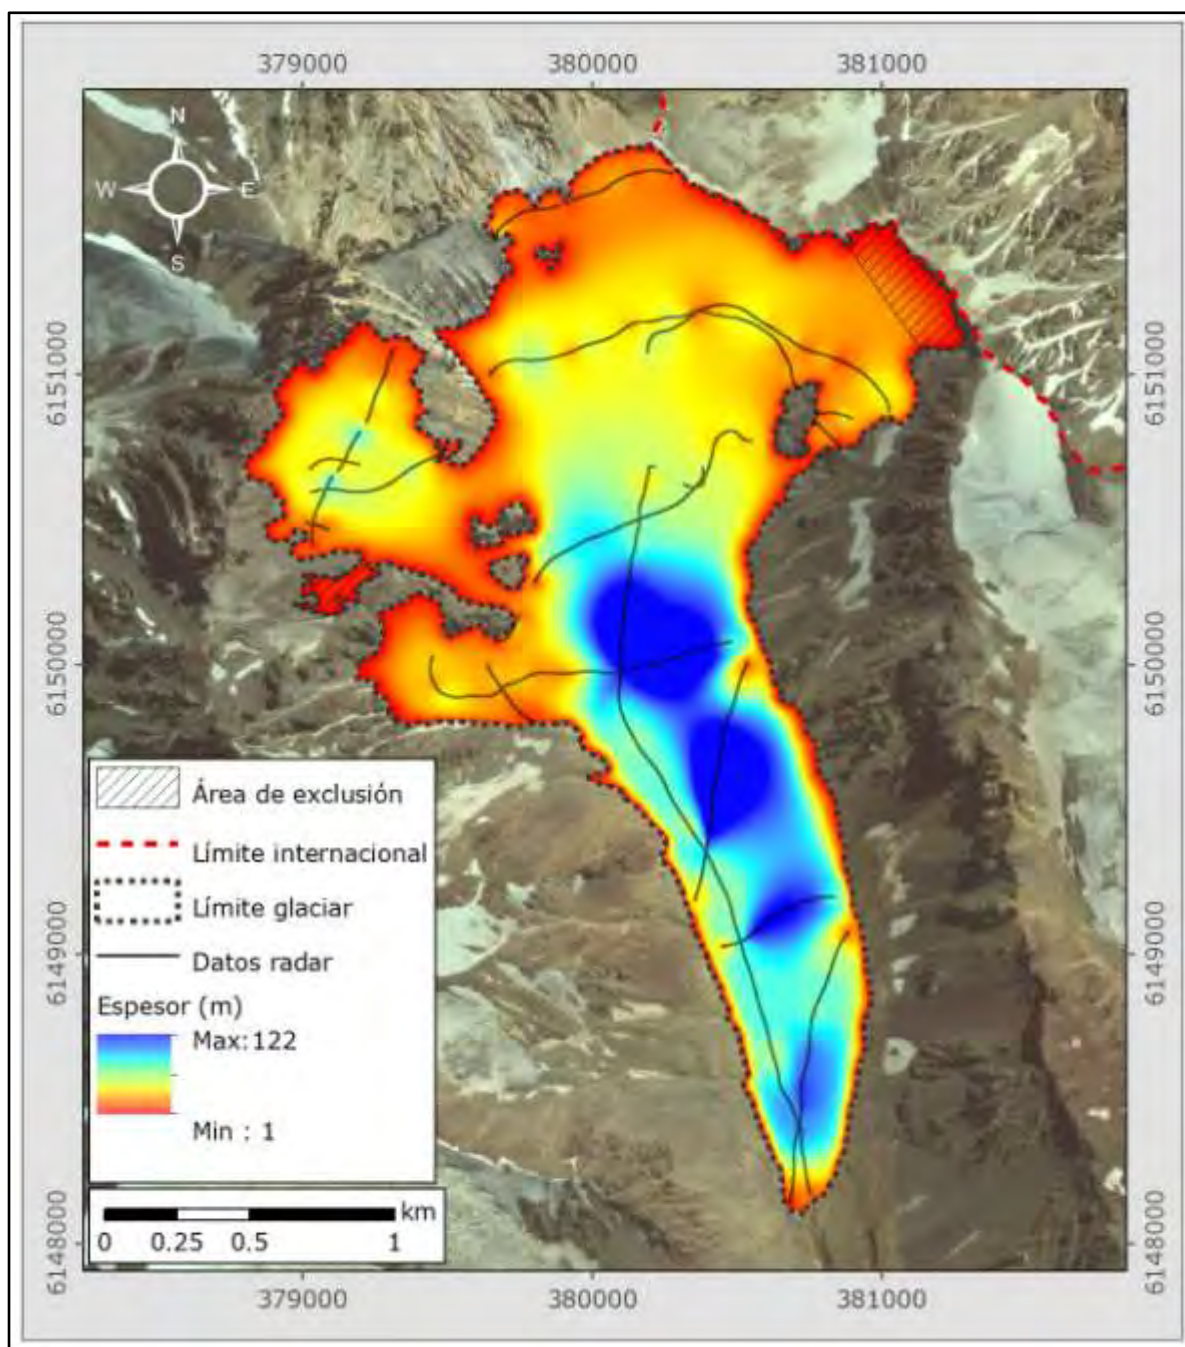 379000 380000 381000
N
W E
S
6151000 6151000
6150000 6150000
Área de exclusión
Límite internacional
Límite glaciar
Datos radar
Espesor (m)
Max:122
Min : 1
6149000 6149000
km
0 0.25 0.5 1
6148000 6148000
379000 380000 381000